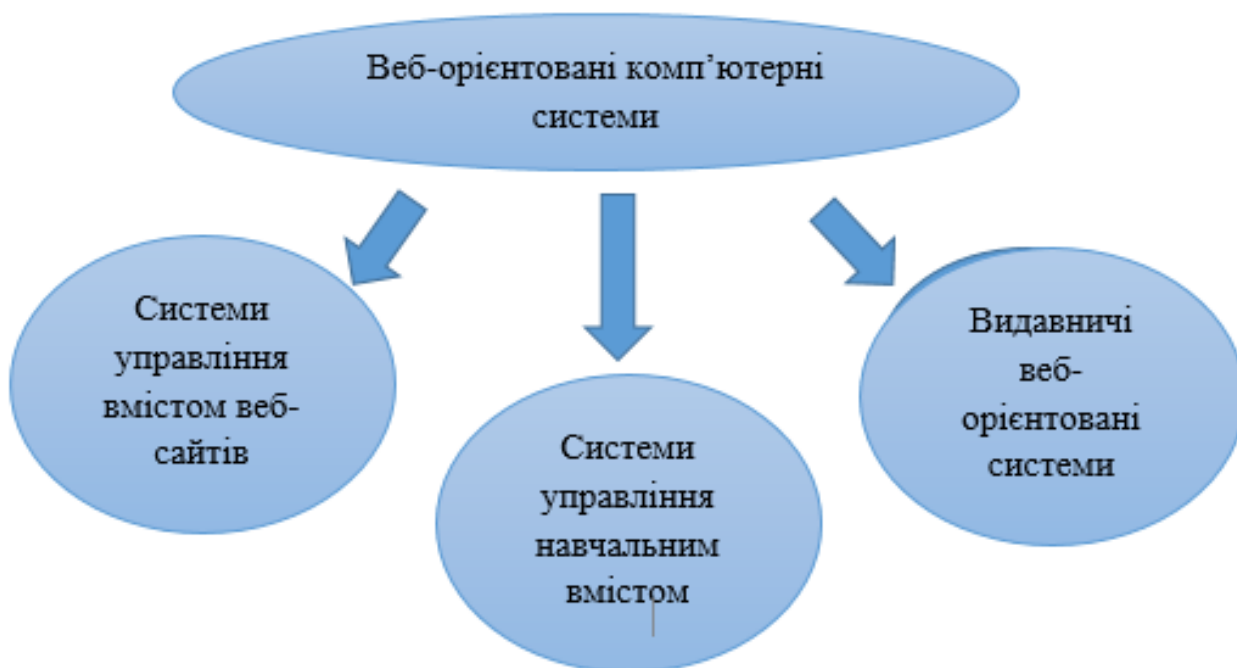 Веб-орієнтовані комп’ютерні
системи
Системи
управління
вмістом веб-
сайтів
Системи
управління
навчальним
вмістом
Видавничі
веб-
орієнтовані
системи